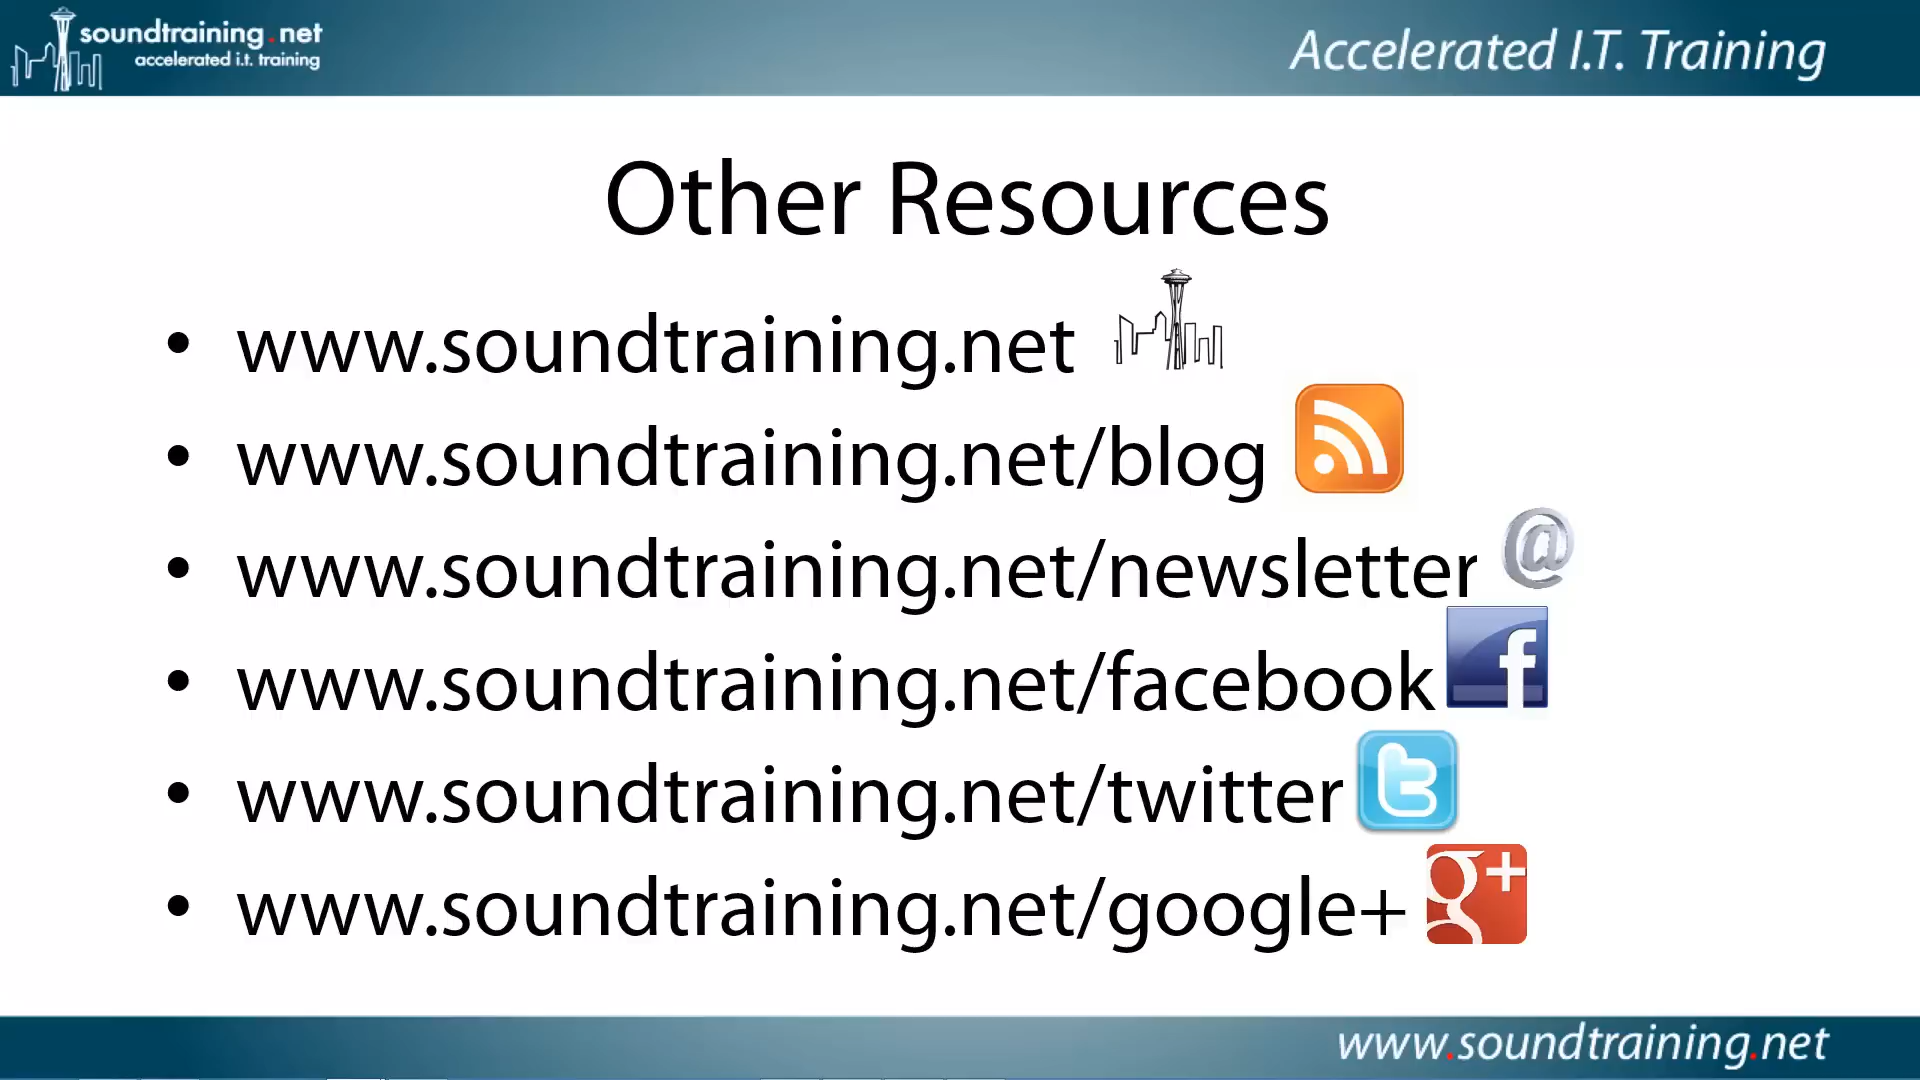 soundtraining.net
accelerated i.t. training
Accelerated I.T. Training
Other Resources
• www.soundtraining.net
• www.soundtraining.net/blog
• www.soundtraining.net/newsletter @
• www.soundtraining.net/facebook f
• www.soundtraining.net/twitter t
• www.soundtraining.net/google+ g+
www.soundtraining.net